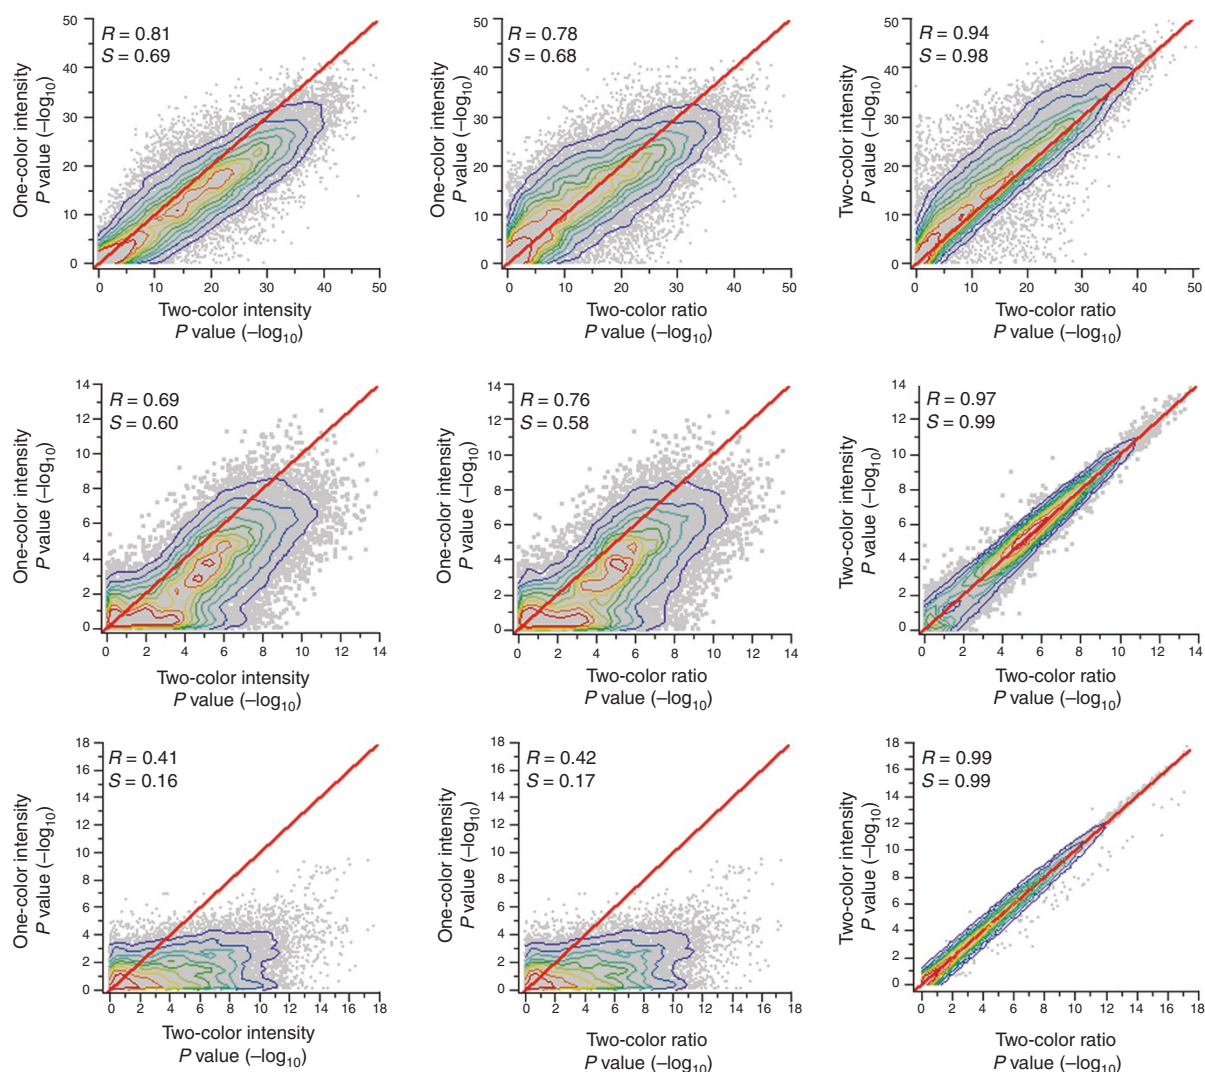 R = 0.81
S = 0.69
One-color intensity
P value (–log10)
50
40
30
20
10
0
0 10 20 30 40 50
Two-color intensity
P value (–log10)
R = 0.78
S = 0.68
One-color intensity
P value (–log10)
50
40
30
20
10
0
0 10 20 30 40 50
Two-color ratio
P value (–log10)
R = 0.94
S = 0.98
Two-color intensity
P value (–log10)
50
40
30
20
10
0
0 10 20 30 40 50
Two-color ratio
P value (–log10)
R = 0.69
S = 0.60
One-color intensity
P value (–log10)
14
12
10
8
6
4
2
0
0 2 4 6 8 10 12 14
Two-color intensity
P value (–log10)
R = 0.76
S = 0.58
One-color intensity
P value (–log10)
14
12
10
8
6
4
2
0
0 2 4 6 8 10 12 14
Two-color ratio
P value (–log10)
R = 0.97
S = 0.99
Two-color intensity
P value (–log10)
14
12
10
8
6
4
2
0
0 2 4 6 8 10 12 14
Two-color ratio
P value (–log10)
R = 0.41
S = 0.16
One-color intensity
P value (–log10)
18
16
14
12
10
8
6
4
2
0
0 2 4 6 8 10 12 14 16 18
Two-color intensity
P value (–log10)
R = 0.42
S = 0.17
One-color intensity
P value (–log10)
18
16
14
12
10
8
6
4
2
0
0 2 4 6 8 10 12 14 16 18
Two-color ratio
P value (–log10)
R = 0.99
S = 0.99
Two-color intensity
P value (–log10)
18
16
14
12
10
8
6
4
2
0
0 2 4 6 8 10 12 14 16 18
Two-color ratio
P value (–log10)